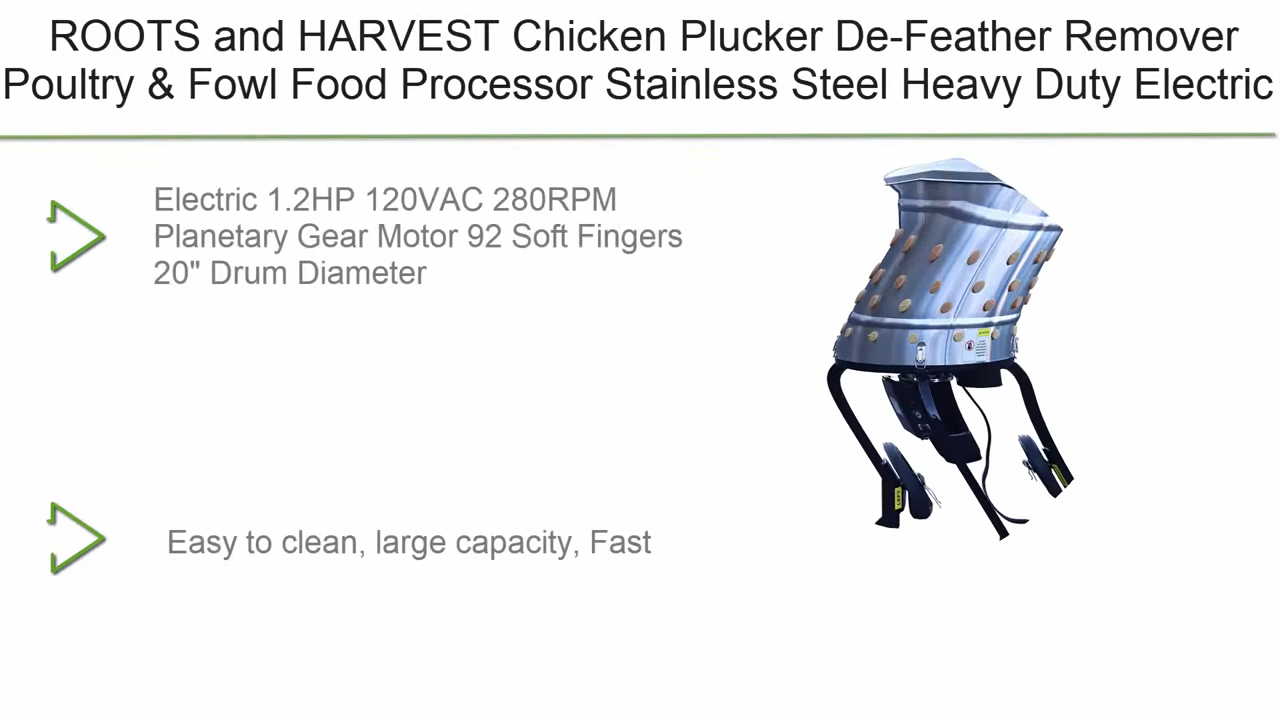 ROOTS and HARVEST Chicken Plucker De-Feather Remover
Poultry & Fowl Food Processor Stainless Steel Heavy Duty Electric
Electric 1.2HP 120VAC 280RPM
Planetary Gear Motor 92 Soft Fingers
20" Drum Diameter
Easy to clean, large capacity, Fast